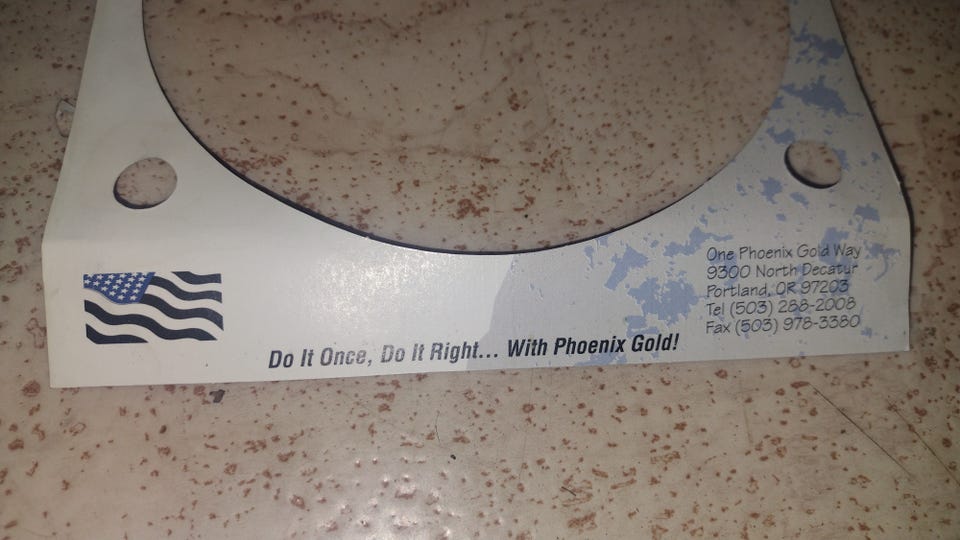 One Phoenix Gold Way
9300 North Decatur
Portland, OR 97203
Tel (503) 288-2008
Fax (503) 978-3380
Do It Once, Do It Right... With Phoenix Gold!